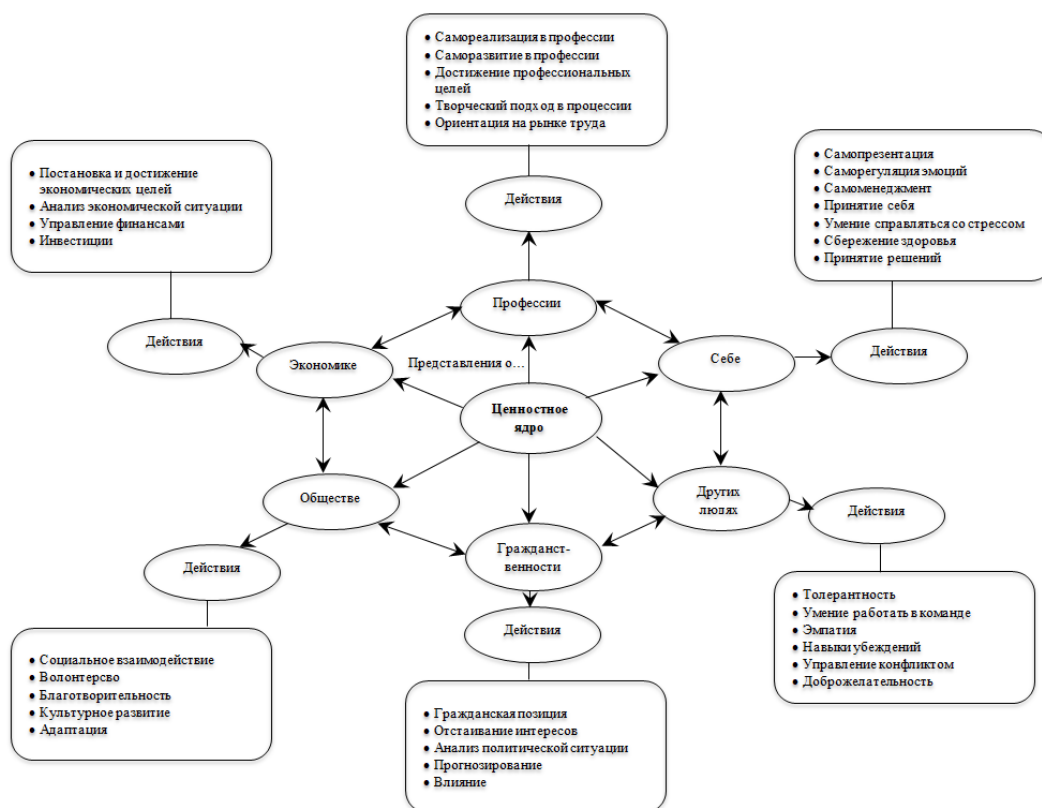 • Самореализация в профессии
• Саморазвитие в профессии
• Достижение профессиональных
целей
• Творческий подход в процессии
• Ориентация на рынке труда
• Постановка и достижение
экономических целей
• Анализ экономической ситуации
• Управление финансами
• Инвестиции
• Самопрезентация
• Саморегуляция эмоций
• Самоменеджмент
• Принятие себя
• Умение справляться со стрессом
• Сбережение здоровья
• Принятие решений
Действия
Профессии
Действия
Экономике
Представления о...
Себе
Действия
Ценностное
ядро
Обществе
Других
людях
Действия
Гражданст-
венности
Действия
Действия
• Толерантность
• Умение работать в команде
• Эмпатия
• Навыки убеждений
• Управление конфликтом
• Доброжелательность
• Социальное взаимодействие
• Волонтерсво
• Благотворительность
• Культурное развитие
• Адаптация
• Гражданская позиция
• Отстаивание интересов
• Анализ политической ситуации
• Прогнозирование
• Влияние